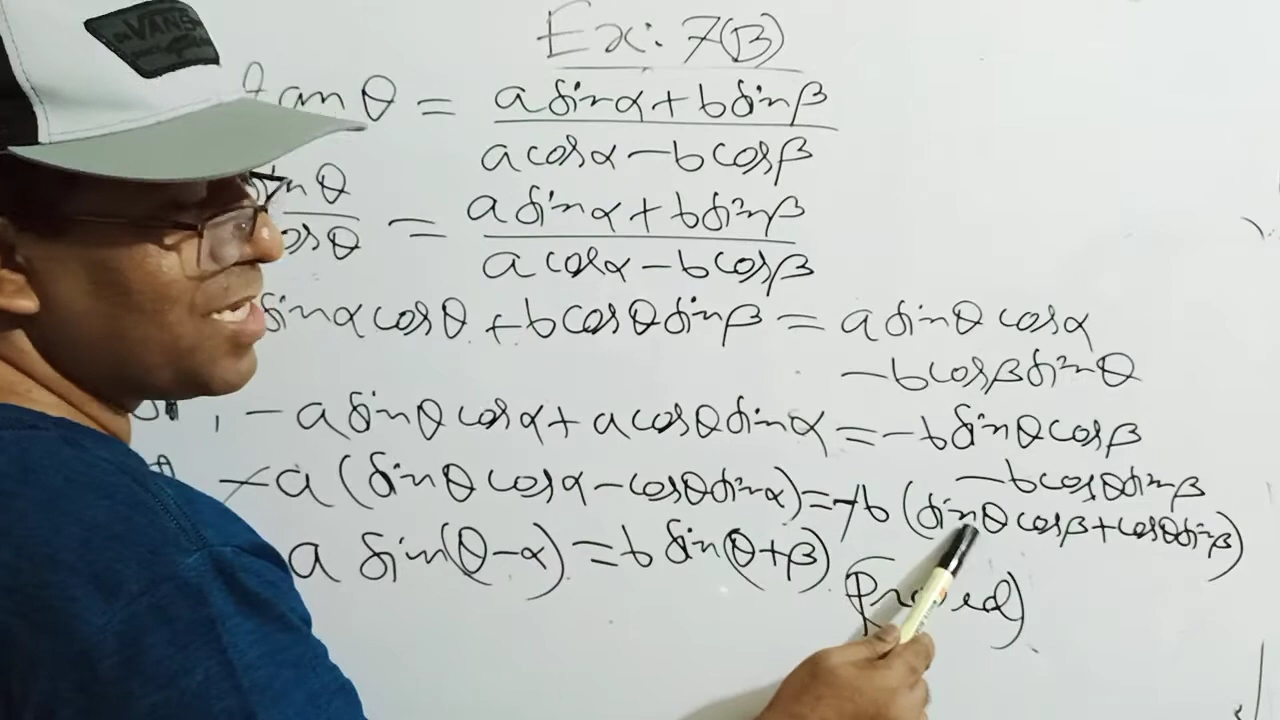 VANS
Ex: 7(B)
tan θ = a sin α + b sin β / a cos α − b cos β
sin θ / cos θ = a sin α + b sin β / a cos α − b cos β
sin α cos θ + b cos θ sin β = a sin θ cos α
− b cos β sin θ
, − a sin θ cos α + a cos θ sin α = − b sin θ cos β
− b cos θ sin β
− a (sin θ cos α − cos θ sin α) = − b (sin θ cos β + cos θ sin β)
a sin(θ − α) = b sin(θ + β)
(Proved)